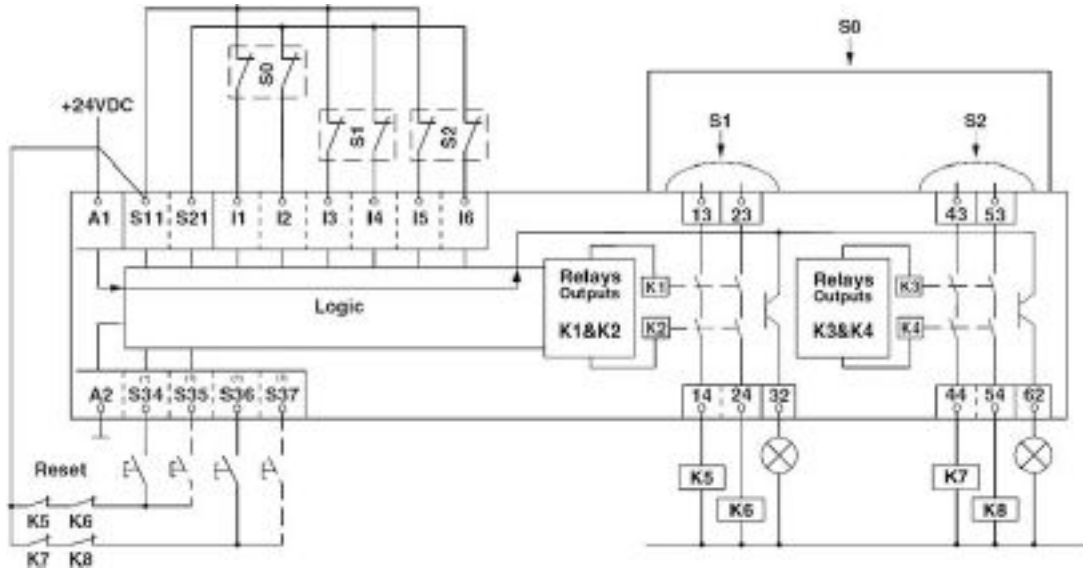 S0
+24VDC
S0
S1
S2
S1
S2
A1 S11 S21 I1 I2 I3 I4 I5 I6
13 23
43 53
Logic
Relays
Outputs
K1&K2
K1
K2
Relays
Outputs
K3&K4
K3
K4
A2 S34 S35 S36 S37
14 24 32
44 54 62
Reset
K5 K6
K7 K8
K5
K6
K7
K8